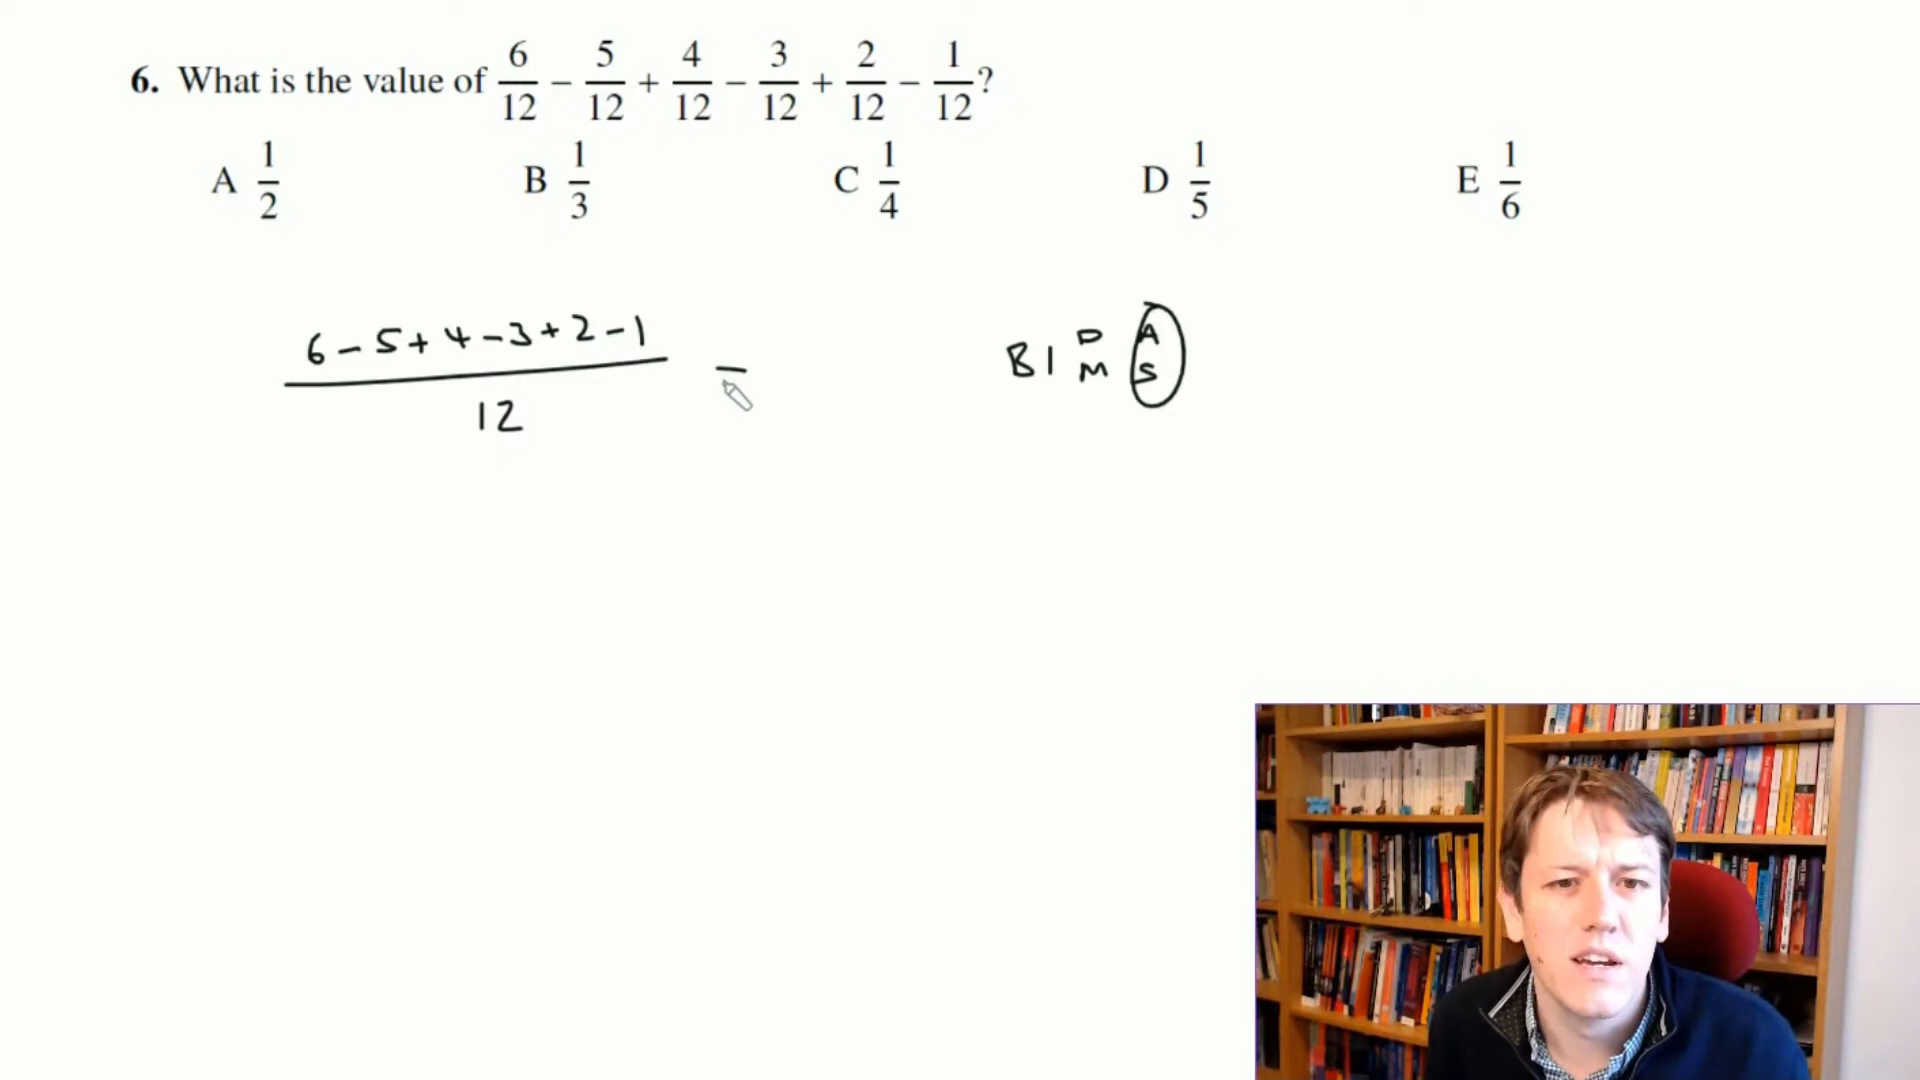 6. What is the value of 6/12 − 5/12 + 4/12 − 3/12 + 2/12 − 1/12?
A 1/2 B 1/3 C 1/4 D 1/5 E 1/6
6 − 5 + 4 − 3 + 2 − 1
12
BI D A
M S